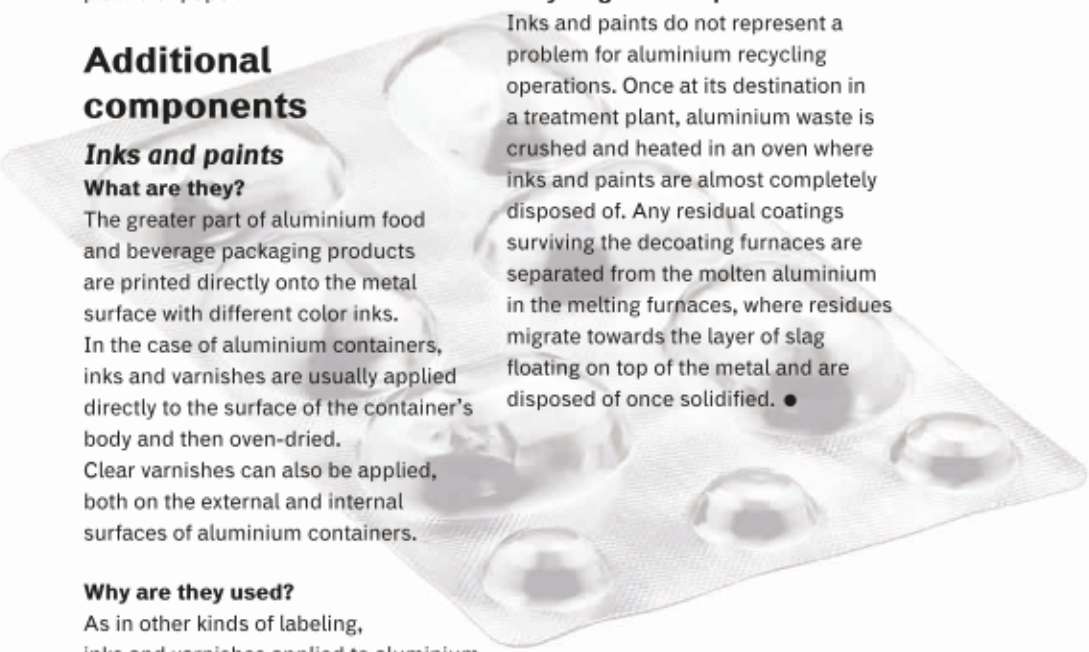 Additional
components
Inks and paints
What are they?
The greater part of aluminium food
and beverage packaging products
are printed directly onto the metal
surface with different color inks.
In the case of aluminium containers,
inks and varnishes are usually applied
directly to the surface of the container's
body and then oven-dried.
Clear varnishes can also be applied,
both on the external and internal
surfaces of aluminium containers.
Why are they used?
As in other kinds of labeling,
inks and varnishes applied to aluminium
Inks and paints do not represent a
problem for aluminium recycling
operations. Once at its destination in
a treatment plant, aluminium waste is
crushed and heated in an oven where
inks and paints are almost completely
disposed of. Any residual coatings
surviving the decoating furnaces are
separated from the molten aluminium
in the melting furnaces, where residues
migrate towards the layer of slag
floating on top of the metal and are
disposed of once solidified. ●